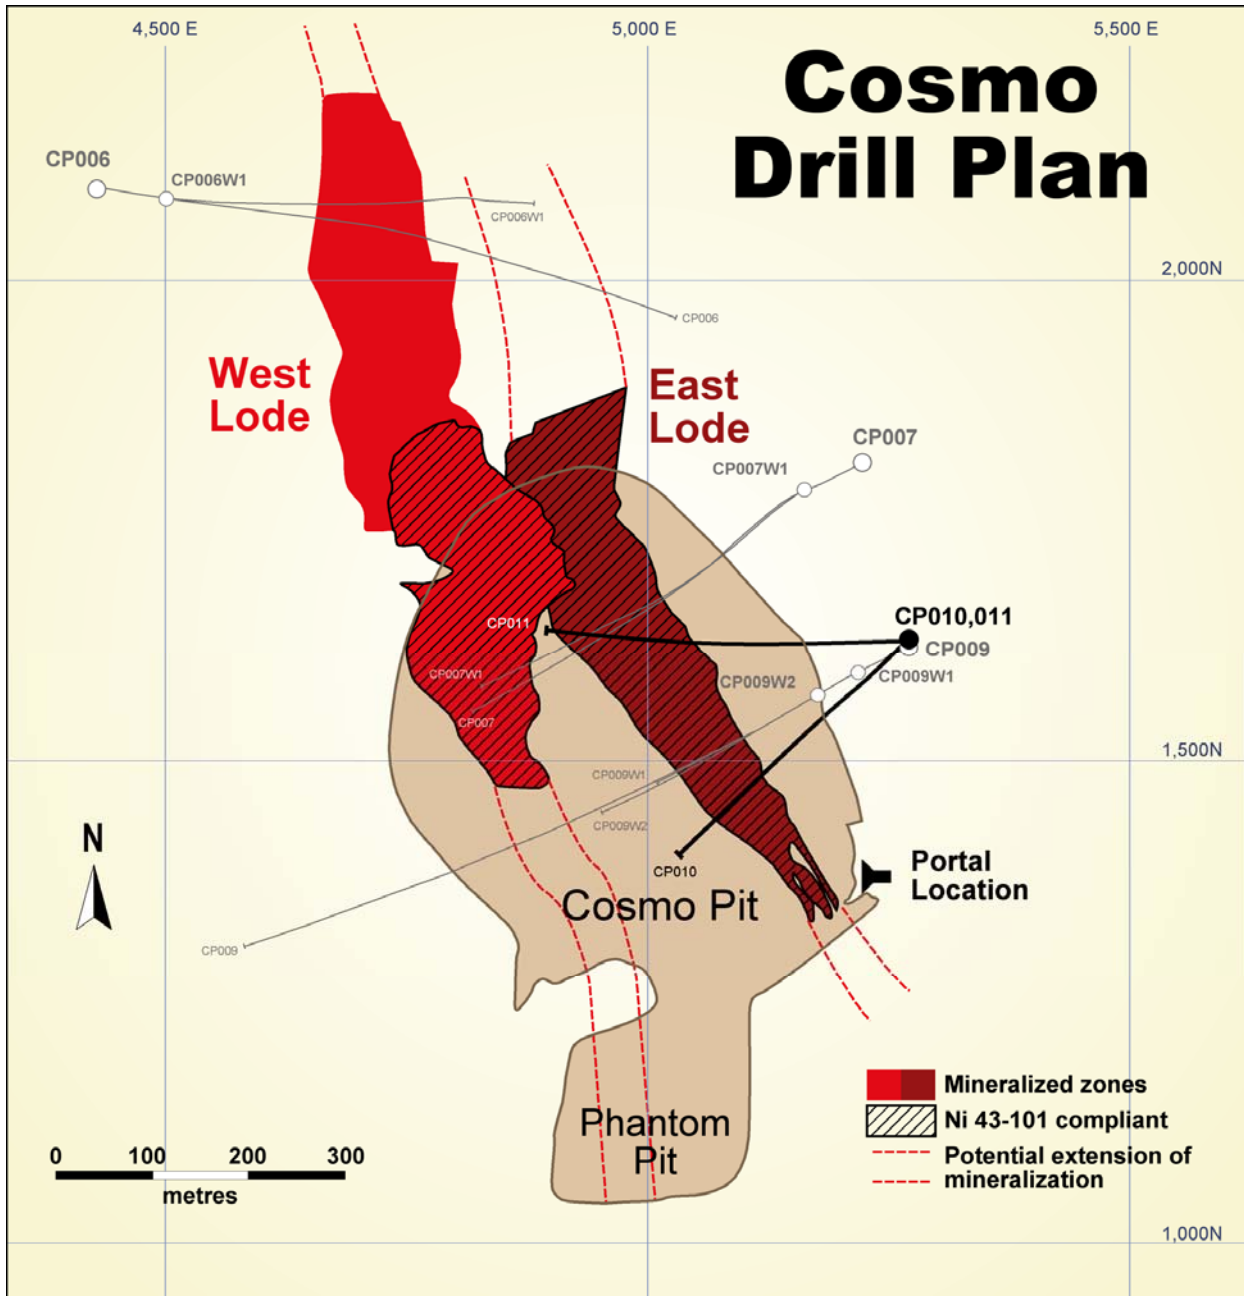 4,500 E
5,000 E
5,500 E
Cosmo
Drill Plan
CP006
CP006W1
CP006W1
2,000N
CP006
West
Lode
East
Lode
CP007
CP007W1
CP010,011
CP011
CP009
CP007W1
CP009W2
CP009W1
CP007
1,500N
CP009W1
CP009W2
N
CP010
Portal
Location
Cosmo Pit
CP009
Mineralized zones
Ni 43-101 compliant
Phantom
Pit
Potential extension of
mineralization
0 100 200 300
metres
1,000N